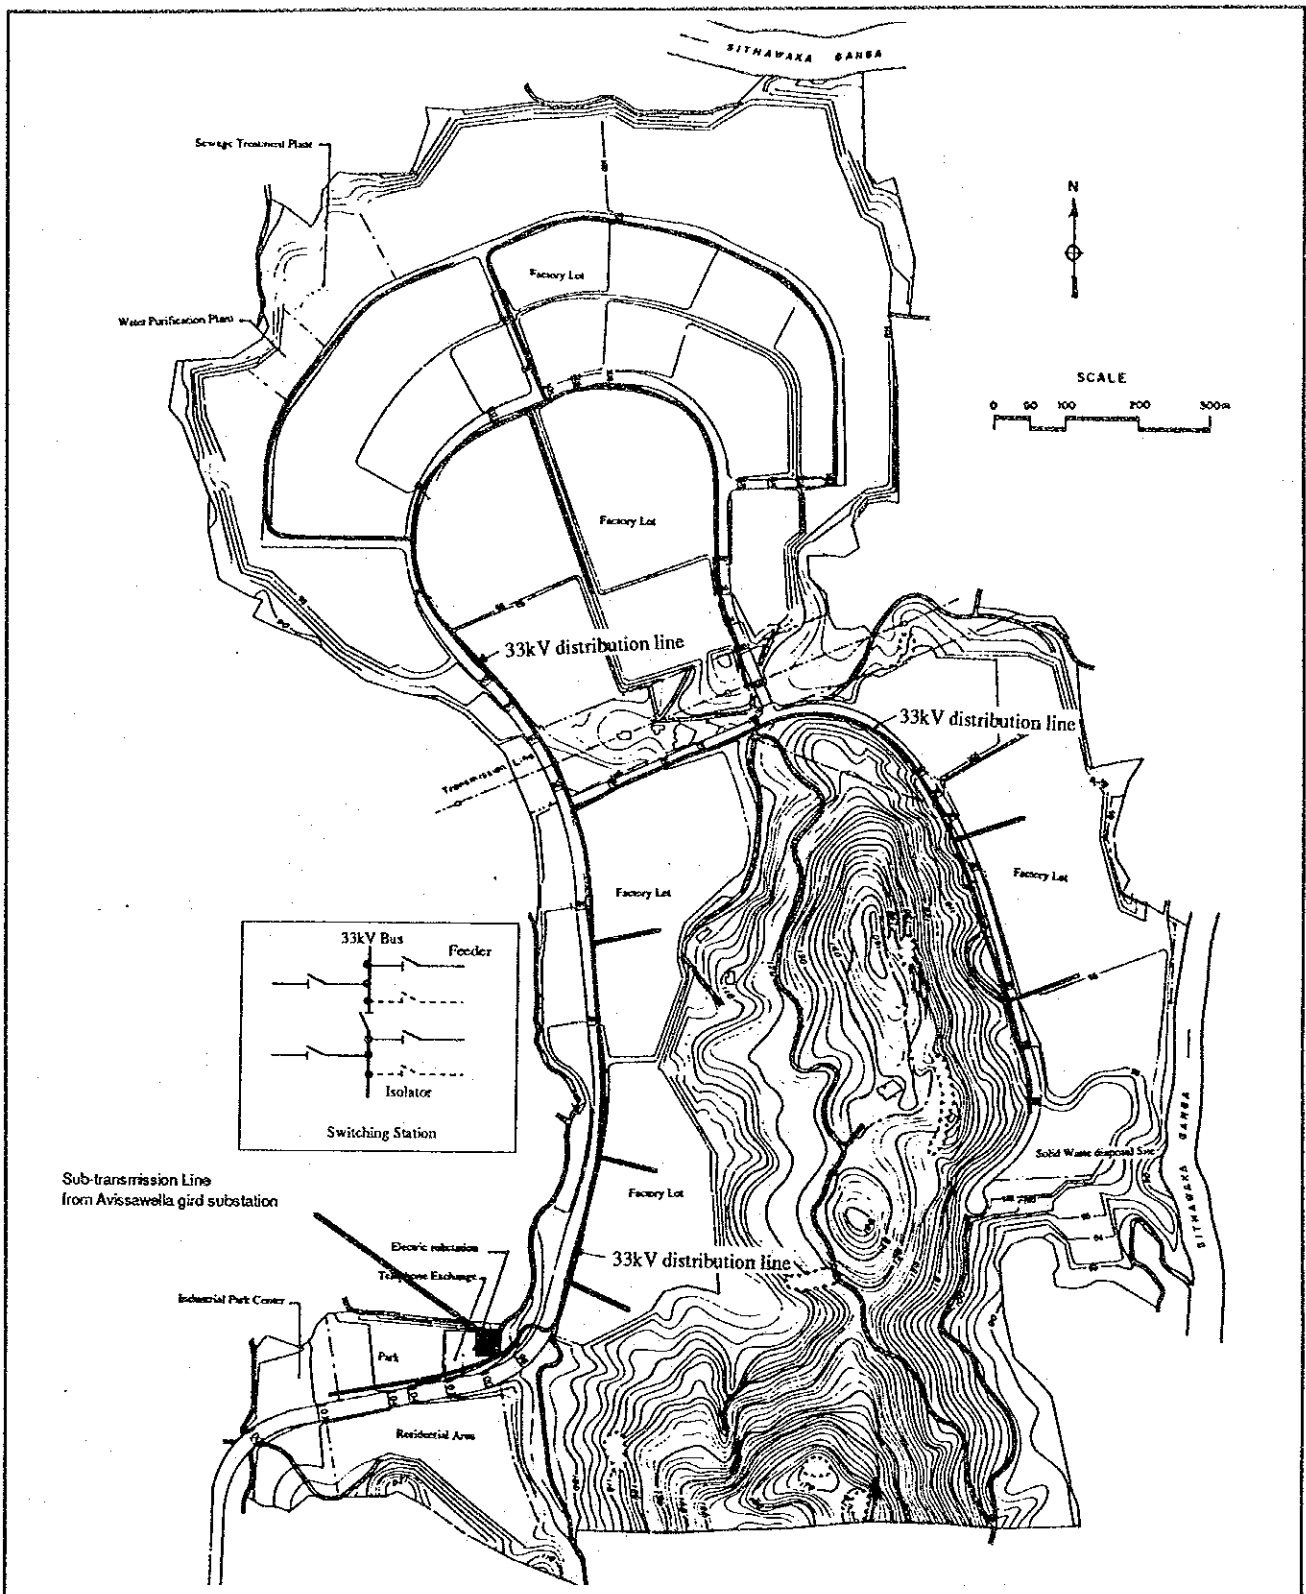 SITHAWAKA GANGA
Sewage Treatment Plant
N
Factory Lot
Water Purification Plant
SCALE
0 50 100 200 300m
Factory Lot
33kV distribution line
33kV distribution line
Transmission Line
Factory Lot
Factory Lot
33kV Bus
Feeder
Isolator
Switching Station
Solid Waste disposal Site
SITHAWAKA GANGA
Sub-transmission Line
from Avissawella gird substation
Factory Lot
Electric substation
33kV distribution line
Telephone Exchange
Industrial Park Center
Park
Residential Area